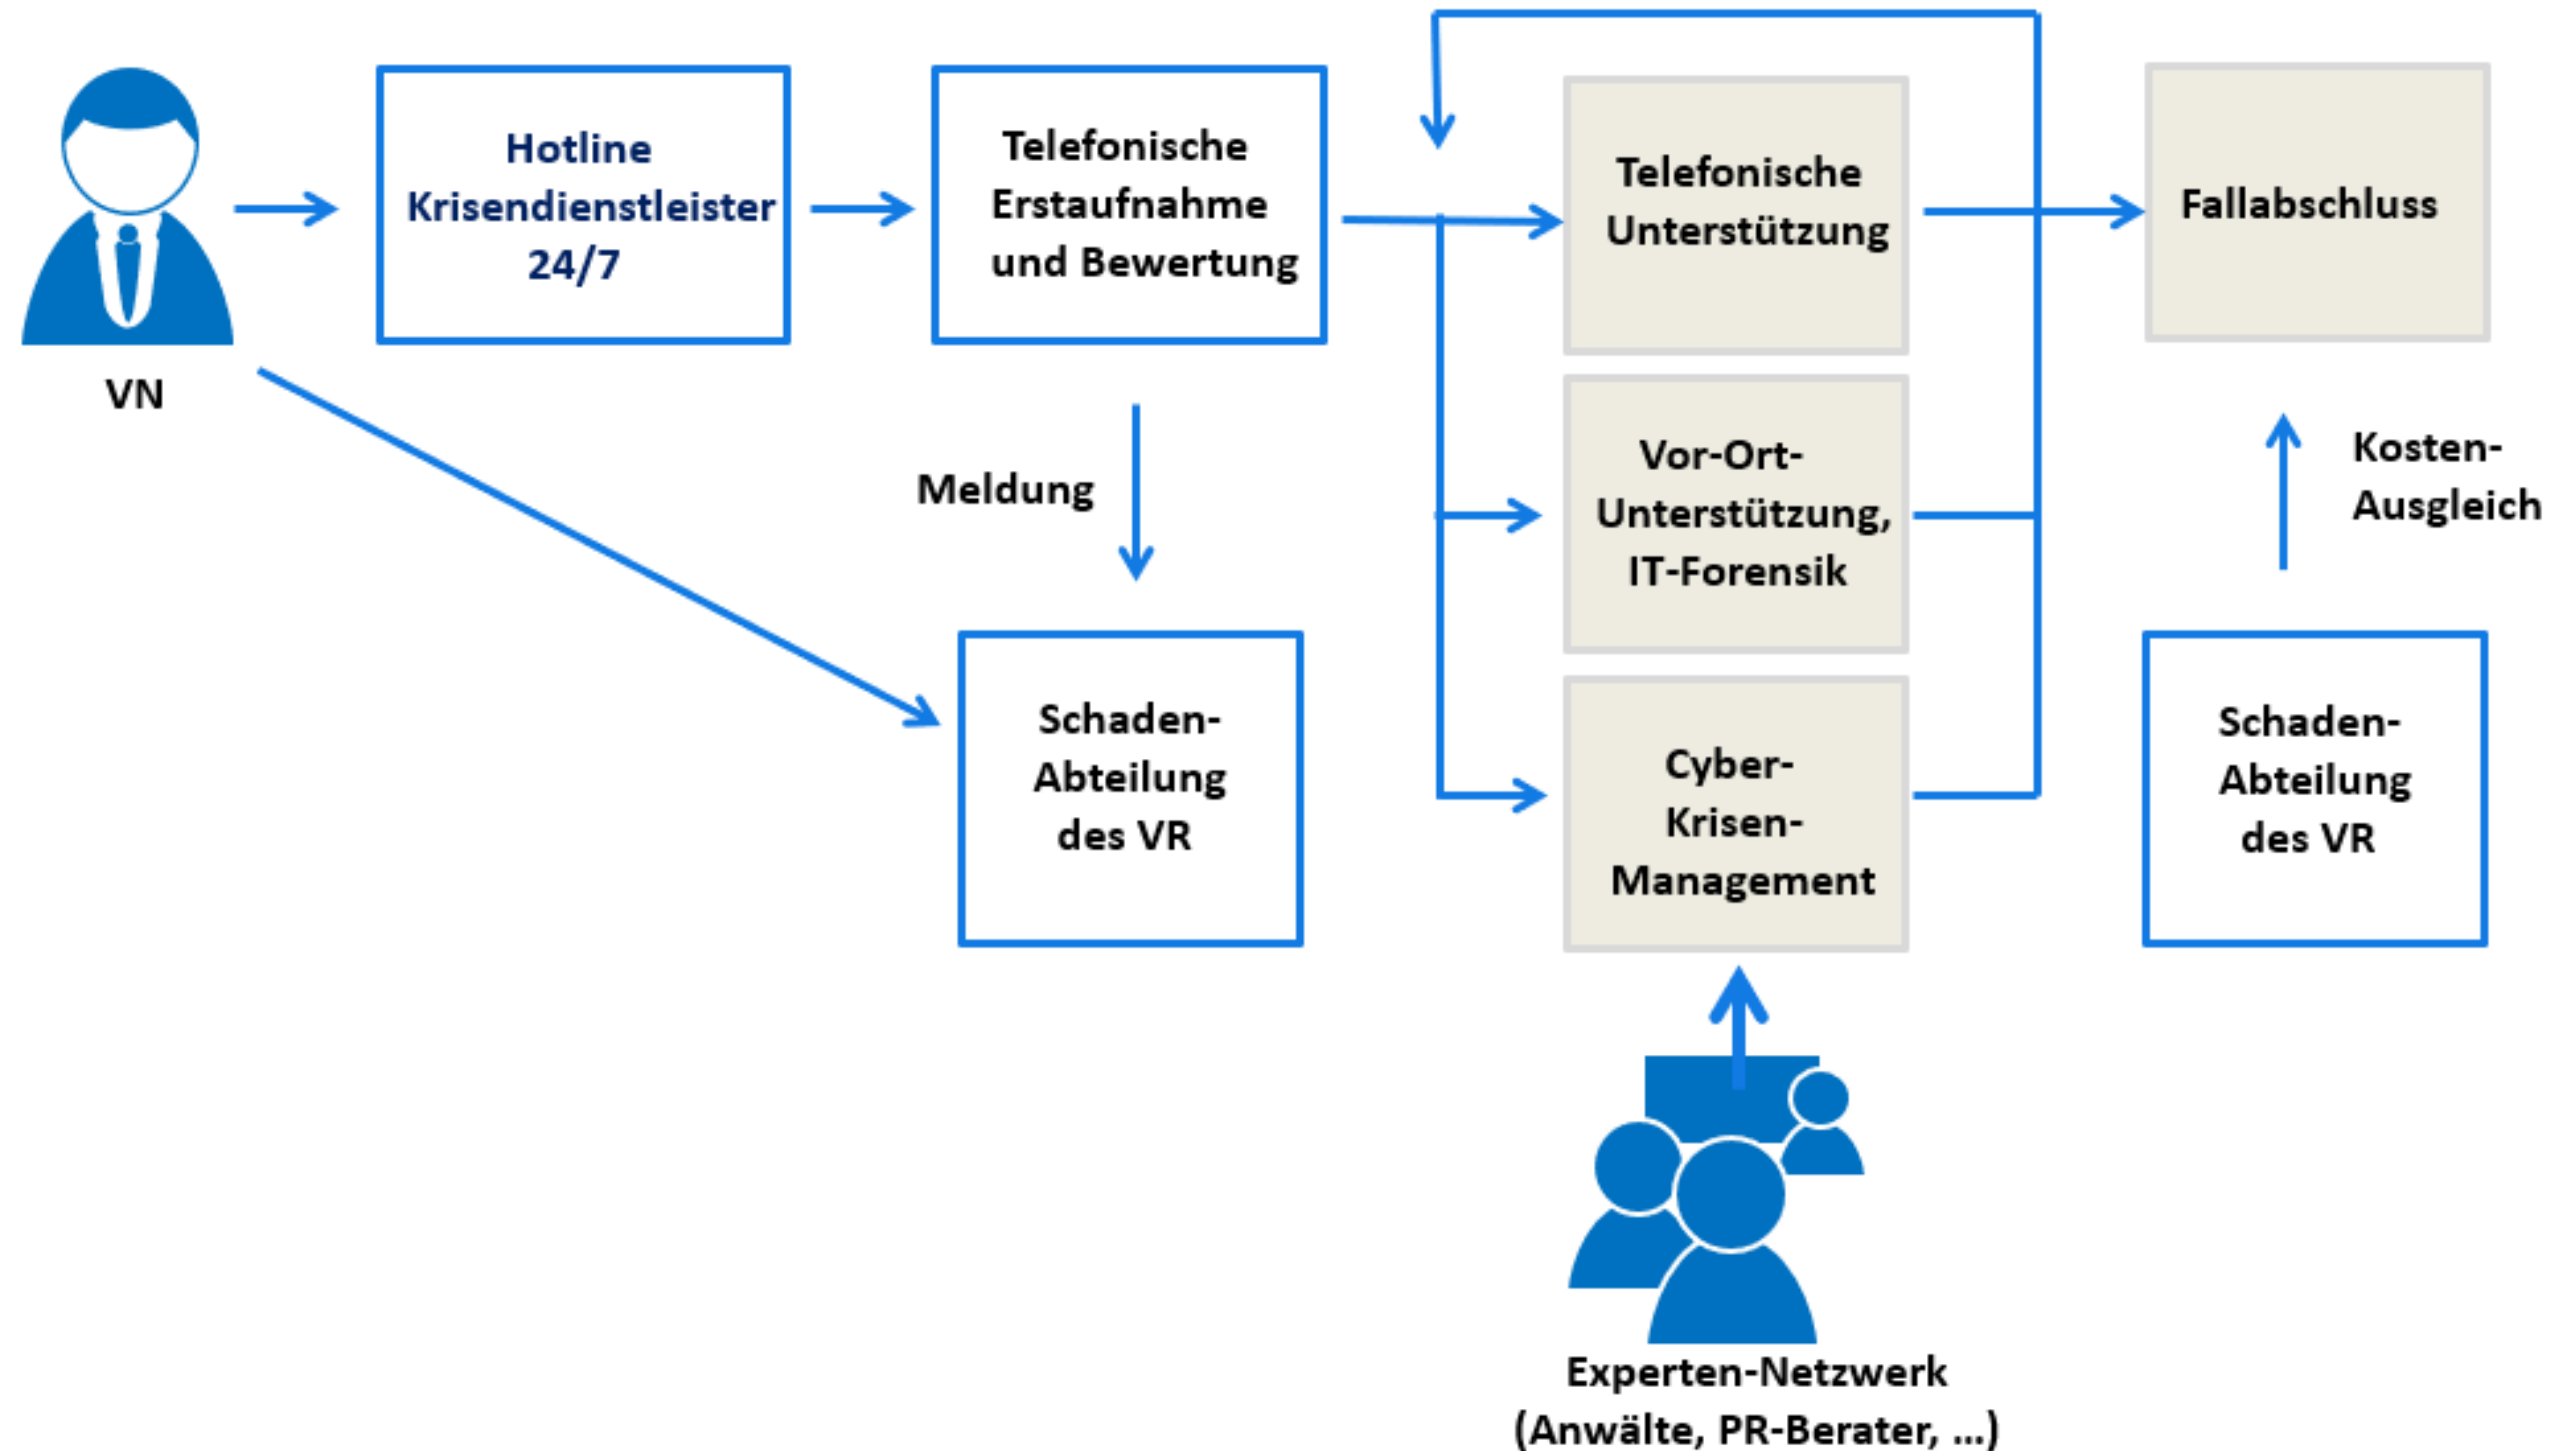 VN
Hotline
Krisendienstleister
24/7
Telefonische
Erstaufnahme
und Bewertung
Meldung
Schaden-
Abteilung
des VR
Telefonische
Unterstützung
Vor-Ort-
Unterstützung,
IT-Forensik
Cyber-
Krisen-
Management
Experten-Netzwerk
(Anwälte, PR-Berater, ...)
Fallabschluss
Kosten-
Ausgleich
Schaden-
Abteilung
des VR